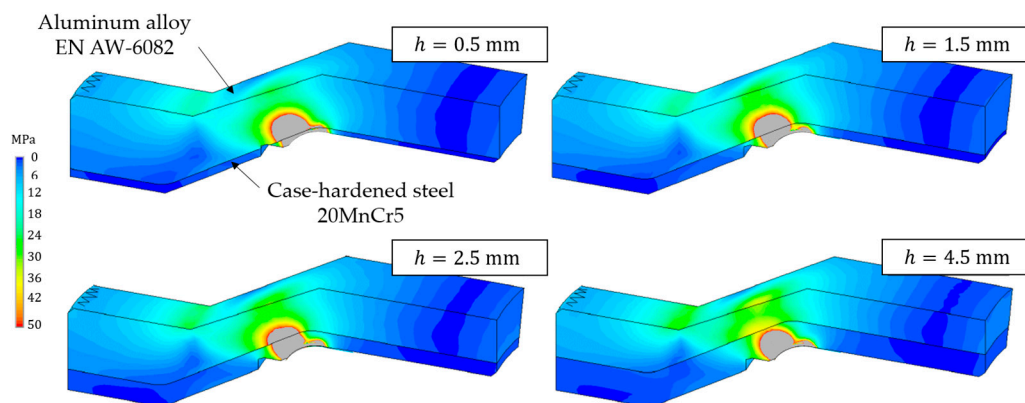 Aluminum alloy
EN AW-6082
h = 0.5 mm
h = 1.5 mm
MPa
0
6
12
18
24
30
36
42
50
Case-hardened steel
20MnCr5
h = 2.5 mm
h = 4.5 mm